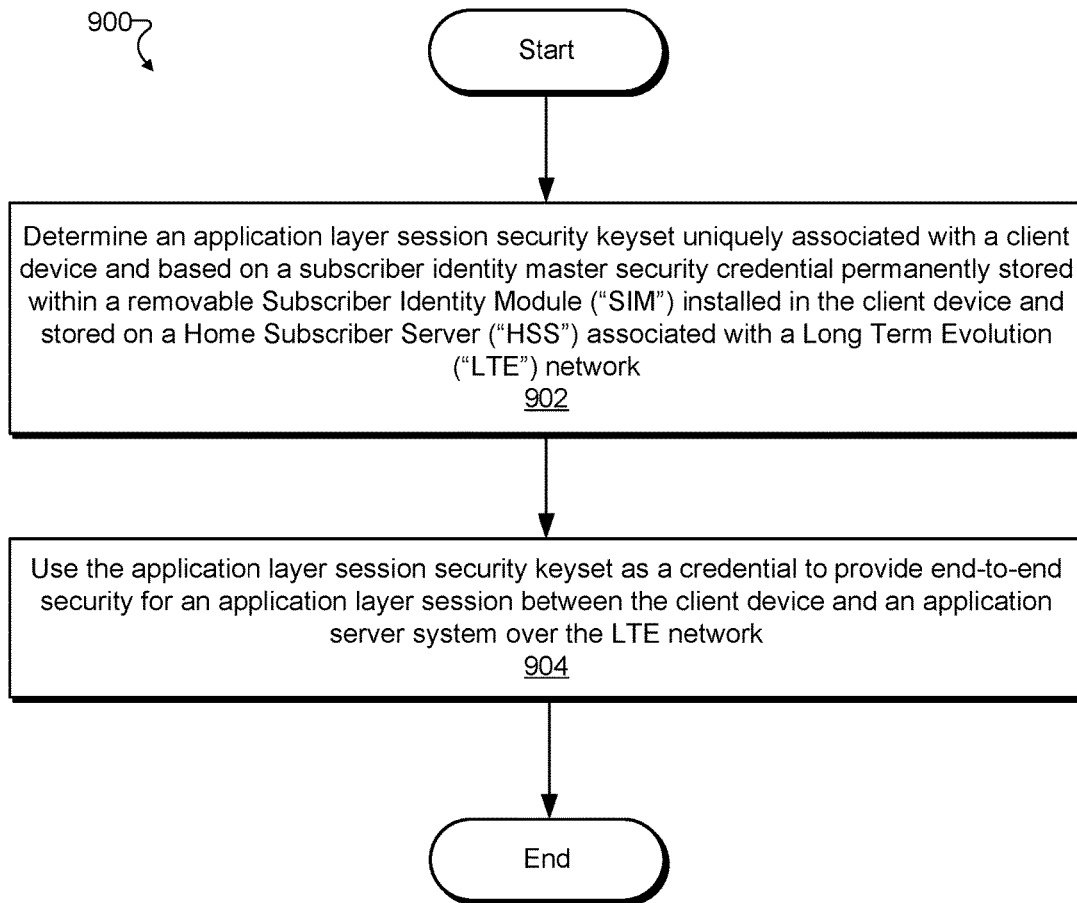 900
Start
Determine an application layer session security keyset uniquely associated with a client
device and based on a subscriber identity master security credential permanently stored
within a removable Subscriber Identity Module (“SIM”) installed in the client device and
stored on a Home Subscriber Server (“HSS”) associated with a Long Term Evolution
(“LTE”) network
902
Use the application layer session security keyset as a credential to provide end-to-end
security for an application layer session between the client device and an application
server system over the LTE network
904
End